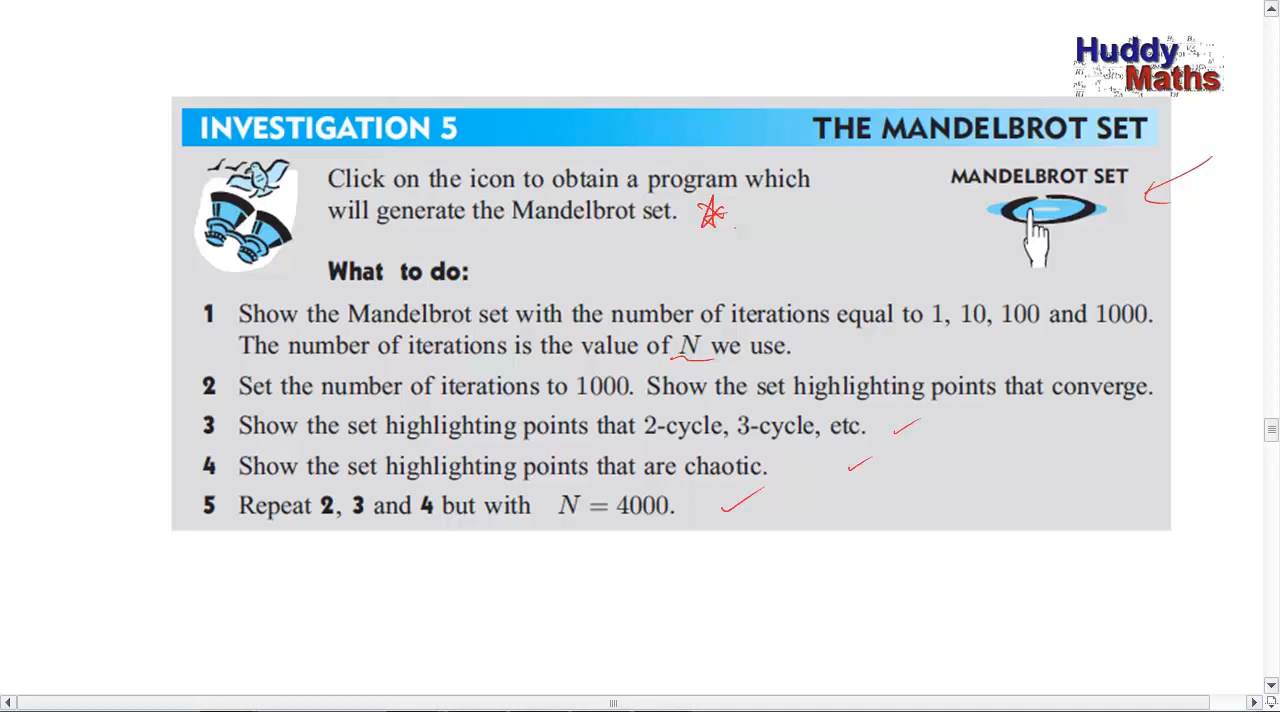 Huddy
Maths
INVESTIGATION 5 THE MANDELBROT SET
Click on the icon to obtain a program which
will generate the Mandelbrot set.
MANDELBROT SET
What to do:
1 Show the Mandelbrot set with the number of iterations equal to 1, 10, 100 and 1000.
The number of iterations is the value of N we use.
2 Set the number of iterations to 1000. Show the set highlighting points that converge.
3 Show the set highlighting points that 2-cycle, 3-cycle, etc.
4 Show the set highlighting points that are chaotic.
5 Repeat 2, 3 and 4 but with N = 4000.